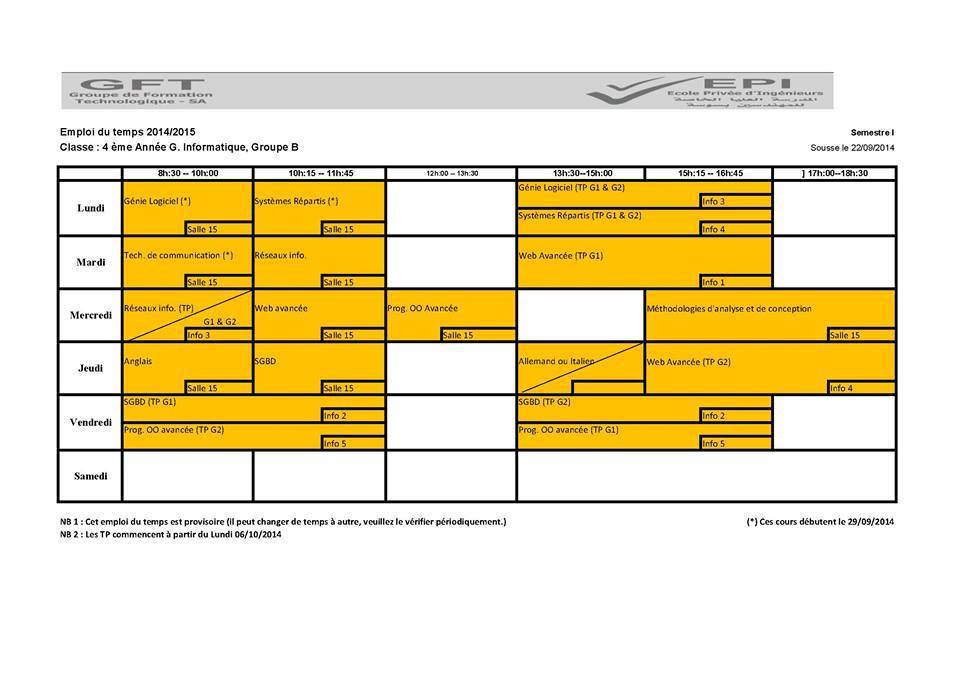 GFT
Groupe de Formation
Technologique - SA
EPI
Ecole Privée d'Ingénieurs
المدرسة العليا الخاصة
للمهندسين بسوسة
Emploi du temps 2014/2015
Semestre I
Classe : 4 ème Année G. Informatique, Groupe B
Sousse le 22/09/2014
8h:30 -- 10h:00 10h:15 -- 11h:45 12h:00 -- 13h:30 13h:30--15h:00 15h:15 -- 16h:45 ] 17h:00--18h:30
Lundi
Génie Logiciel (*)
Salle 15
Systèmes Répartis (*)
Salle 15
Génie Logiciel (TP G1 & G2)
Info 3
Systèmes Répartis (TP G1 & G2)
Info 4
Mardi
Tech. de communication (*)
Salle 15
Réseaux info.
Salle 15
Web Avancée (TP G1)
Info 1
Mercredi
Réseaux info. (TP)
G1 & G2
Info 3
Web avancée
Salle 15
Prog. OO Avancée
Salle 15
Méthodologies d'analyse et de conception
Salle 15
Jeudi
Anglais
Salle 15
SGBD
Salle 15
Allemand ou Italien
Web Avancée (TP G2)
Info 4
Vendredi
SGBD (TP G1)
Info 2
Prog. OO avancée (TP G2)
Info 5
SGBD (TP G2)
Info 2
Prog. OO avancée (TP G1)
Info 5
Samedi
NB 1 : Cet emploi du temps est provisoire (il peut changer de temps à autre, veuillez le vérifier périodiquement.)
(*) Ces cours débutent le 29/09/2014
NB 2 : Les TP commencent à partir du Lundi 06/10/2014